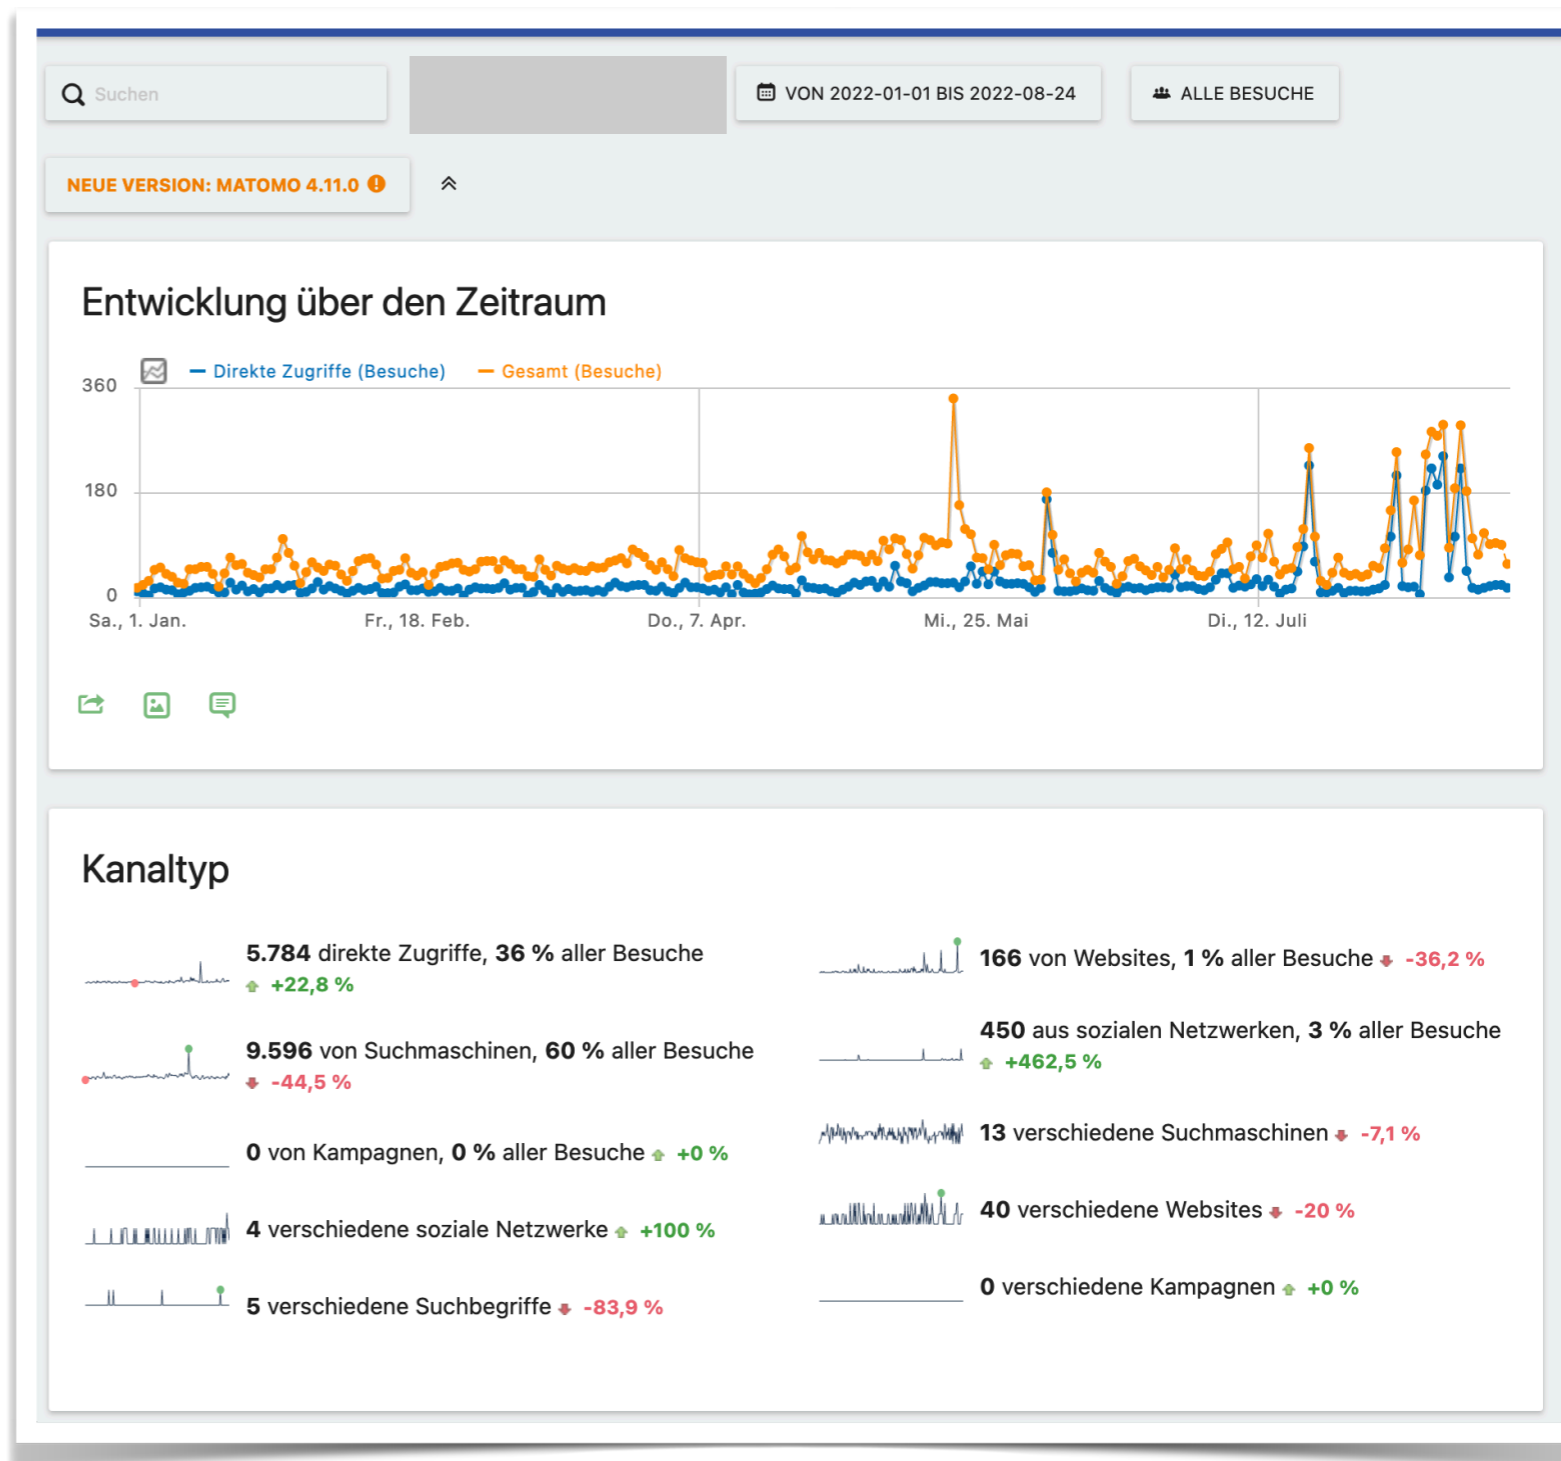 Suchen
VON 2022-01-01 BIS 2022-08-24
ALLE BESUCHE
NEUE VERSION: MATOMO 4.11.0
Entwicklung über den Zeitraum
Direkte Zugriffe (Besuche) Gesamt (Besuche)
360
180
0
Sa., 1. Jan. Fr., 18. Feb. Do., 7. Apr. Mi., 25. Mai Di., 12. Juli
Kanaltyp
5.784 direkte Zugriffe, 36 % aller Besuche
+22,8 %
9.596 von Suchmaschinen, 60 % aller Besuche
-44,5 %
0 von Kampagnen, 0 % aller Besuche +0 %
4 verschiedene soziale Netzwerke +100 %
5 verschiedene Suchbegriffe -83,9 %
166 von Websites, 1 % aller Besuche -36,2 %
450 aus sozialen Netzwerken, 3 % aller Besuche
+462,5 %
13 verschiedene Suchmaschinen -7,1 %
40 verschiedene Websites -20 %
0 verschiedene Kampagnen +0 %